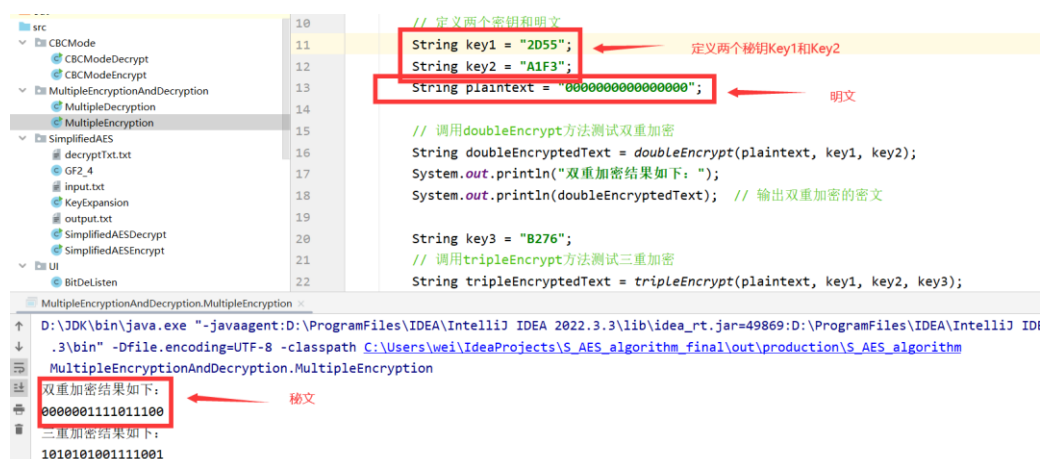 src
CBCMode
CBCModeDecrypt
CBCModeEncrypt
MultipleEncryptionAndDecryption
MultipleDecryption
MultipleEncryption
SimplifiedAES
decryptTxt.txt
GF2_4
input.txt
KeyExpansion
output.txt
SimplifiedAESDecrypt
SimplifiedAESEncrypt
UI
BitDeListen
10 // 定义两个密钥和明文
11 String key1 = "2D55"; 定义两个秘钥Key1和Key2
12 String key2 = "A1F3";
13 String plaintext = "0000000000000000"; 明文
14
15 // 调用doubleEncrypt方法测试双重加密
16 String doubleEncryptedText = doubleEncrypt(plaintext, key1, key2);
17 System.out.println("双重加密结果如下：");
18 System.out.println(doubleEncryptedText); // 输出双重加密的密文
19
20 String key3 = "B276";
21 // 调用tripleEncrypt方法测试三重加密
22 String tripleEncryptedText = tripleEncrypt(plaintext, key1, key2, key3);
MultipleEncryptionAndDecryption.MultipleEncryption ×
D:\JDK\bin\java.exe "-javaagent:D:\ProgramFiles\IDEA\IntelliJ IDEA 2022.3.3\lib\idea_rt.jar=49869:D:\ProgramFiles\IDEA\IntelliJ IDE
.3\bin" -Dfile.encoding=UTF-8 -classpath C:\Users\wei\IdeaProjects\S_AES_algorithm_final\out\production\S_AES_algorithm
MultipleEncryptionAndDecryption.MultipleEncryption
双重加密结果如下：
0000001111011100 秘文
三重加密结果如下：
1010101001111001